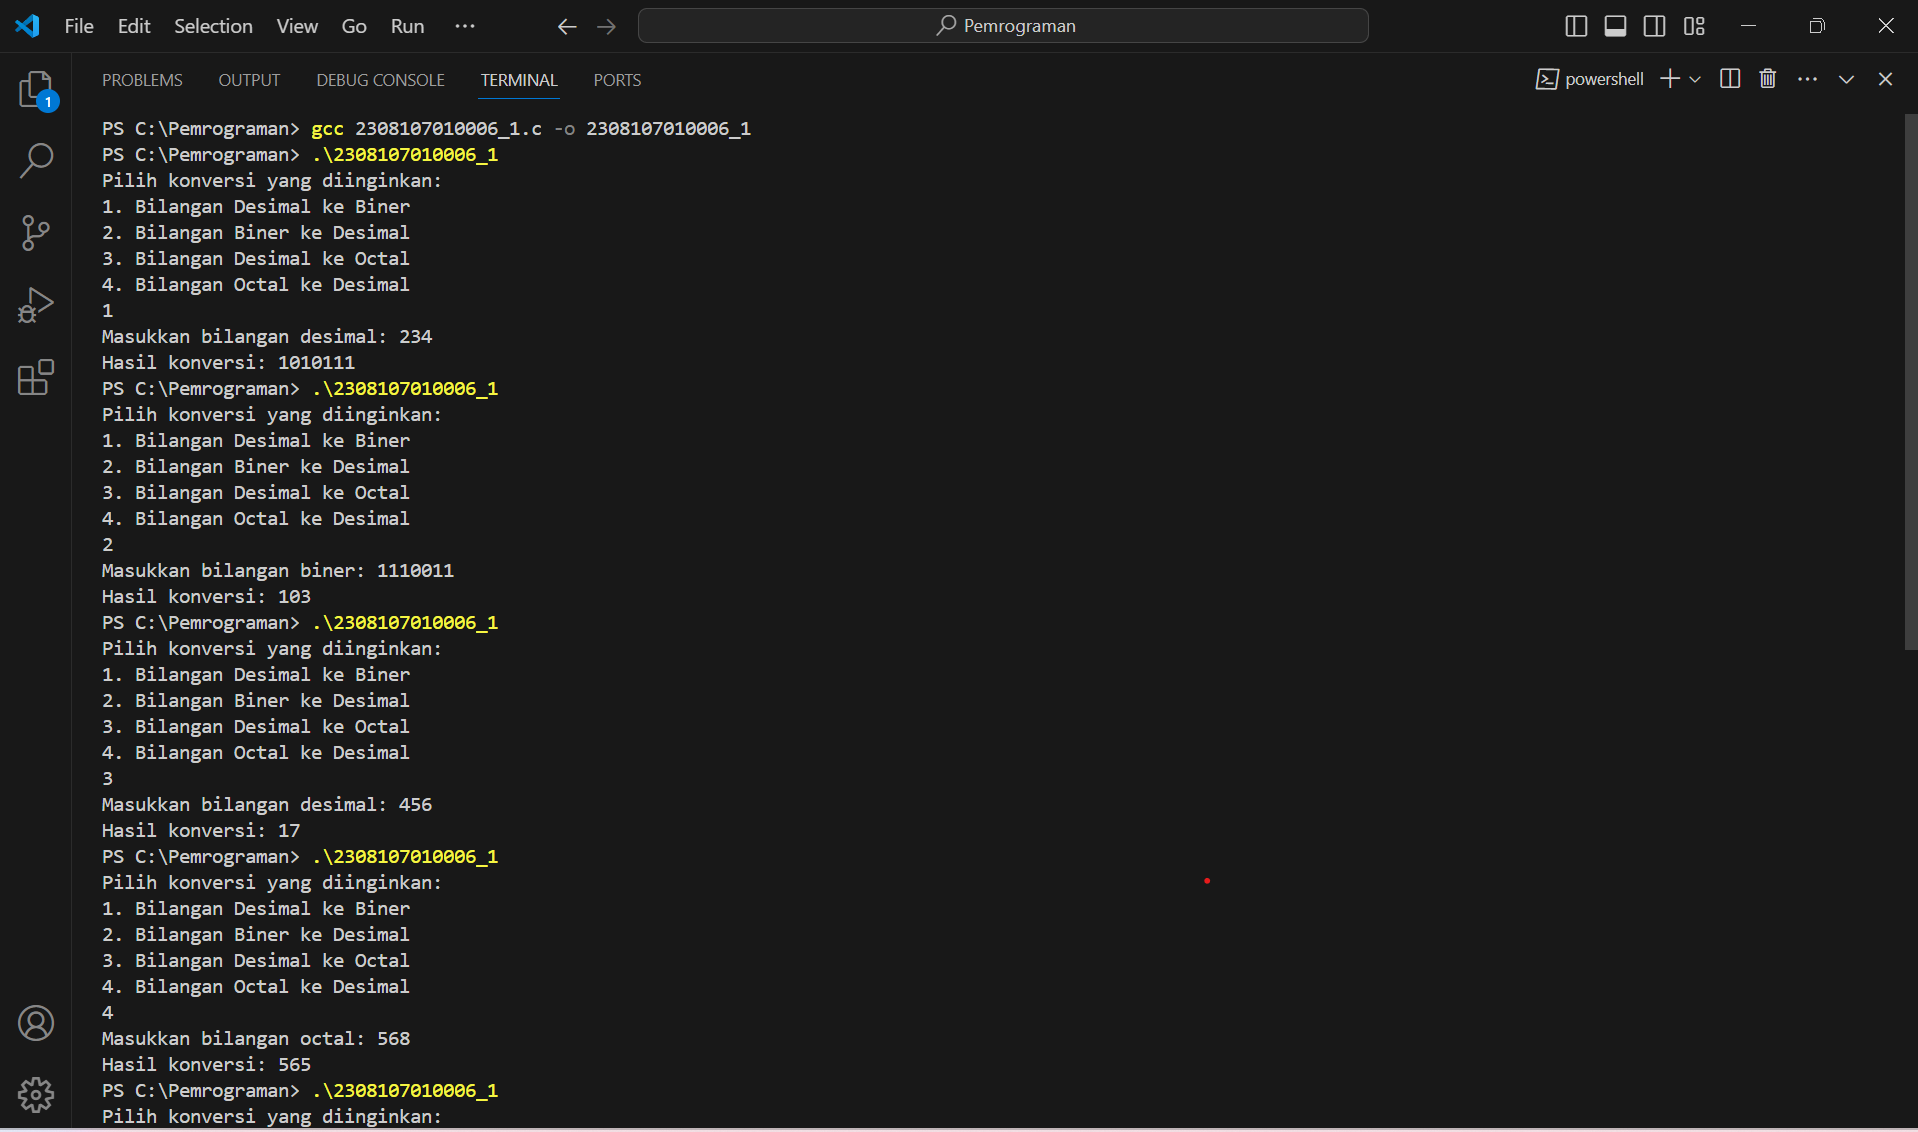 File Edit Selection View Go Run ··· Pemrograman
1
PROBLEMS OUTPUT DEBUG CONSOLE TERMINAL PORTS powershell
PS C:\Pemrograman> gcc 2308107010006_1.c -o 2308107010006_1
PS C:\Pemrograman> .\2308107010006_1
Pilih konversi yang diinginkan:
1. Bilangan Desimal ke Biner
2. Bilangan Biner ke Desimal
3. Bilangan Desimal ke Octal
4. Bilangan Octal ke Desimal
1
Masukkan bilangan desimal: 234
Hasil konversi: 1010111
PS C:\Pemrograman> .\2308107010006_1
Pilih konversi yang diinginkan:
1. Bilangan Desimal ke Biner
2. Bilangan Biner ke Desimal
3. Bilangan Desimal ke Octal
4. Bilangan Octal ke Desimal
2
Masukkan bilangan biner: 1110011
Hasil konversi: 103
PS C:\Pemrograman> .\2308107010006_1
Pilih konversi yang diinginkan:
1. Bilangan Desimal ke Biner
2. Bilangan Biner ke Desimal
3. Bilangan Desimal ke Octal
4. Bilangan Octal ke Desimal
3
Masukkan bilangan desimal: 456
Hasil konversi: 17
PS C:\Pemrograman> .\2308107010006_1
Pilih konversi yang diinginkan:
1. Bilangan Desimal ke Biner
2. Bilangan Biner ke Desimal
3. Bilangan Desimal ke Octal
4. Bilangan Octal ke Desimal
4
Masukkan bilangan octal: 568
Hasil konversi: 565
PS C:\Pemrograman> .\2308107010006_1
Pilih konversi yang diinginkan: